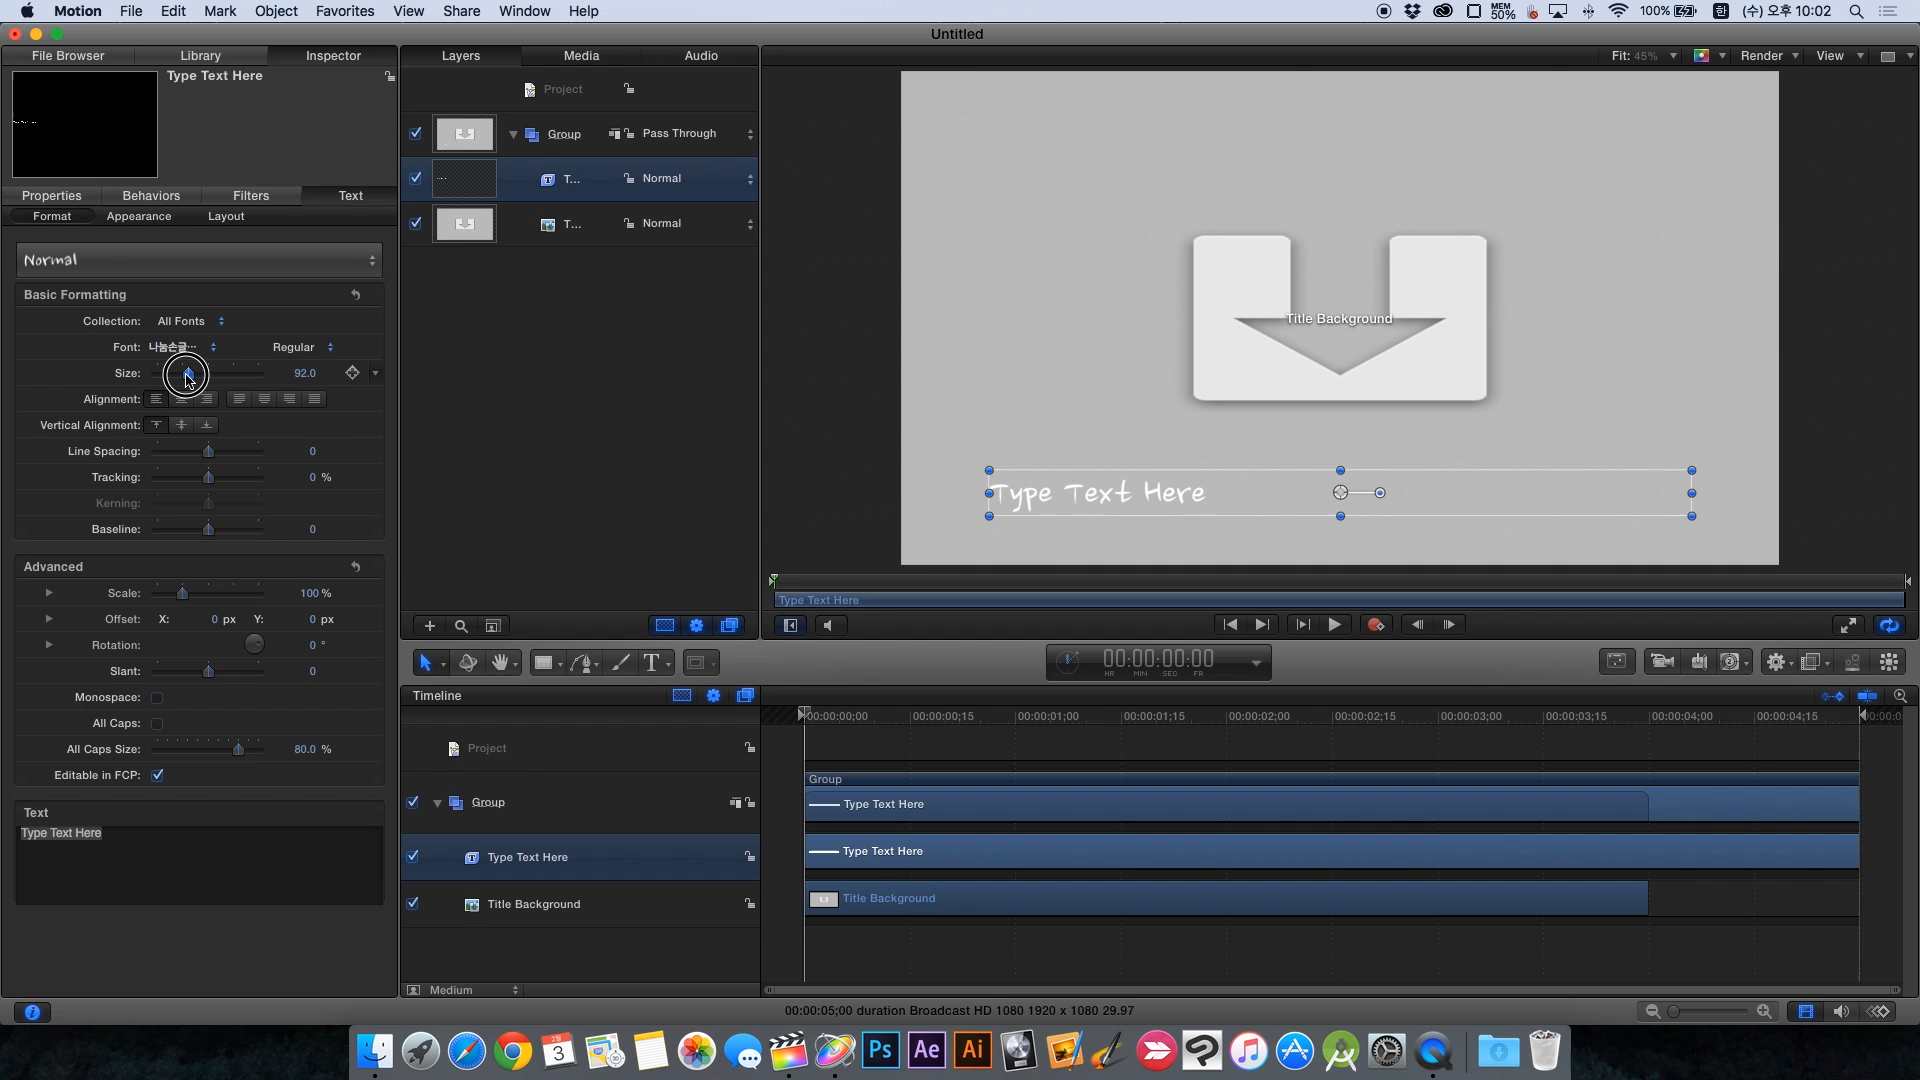 Motion File Edit Mark Object Favorites View Share Window Help
MEM 50% 100% 한 (수) 오후 10:02
Untitled
File Browser Library Inspector
Layers Media Audio
Fit: 45% Render View
Type Text Here
Project
Group Pass Through
T... Normal
T... Normal
Properties Behaviors Filters Text
Format Appearance Layout
Normal
Basic Formatting
Collection: All Fonts
Font: 나눔손글... Regular
Size: 92.0
Alignment:
Vertical Alignment:
Line Spacing: 0
Tracking: 0 %
Kerning:
Baseline: 0
Advanced
Scale: 100 %
Offset: X: 0 px Y: 0 px
Rotation: 0 °
Slant: 0
Monospace:
All Caps:
All Caps Size: 80.0 %
Editable in FCP:
Text
Type Text Here
Title Background
Type Text Here
Type Text Here
00:00:00:00
HR MIN SEC FR
Timeline
00:00:00;00 00:00:00;15 00:00:01;00 00:00:01;15 00:00:02;00 00:00:02;15 00:00:03;00 00:00:03;15 00:00:04;00 00:00:04;15
Project
Group
Group
Type Text Here
Type Text Here
Type Text Here
Title Background
Title Background
Medium
00:00:05;00 duration Broadcast HD 1080 1920 x 1080 29.97
3
Ps Ae Ai